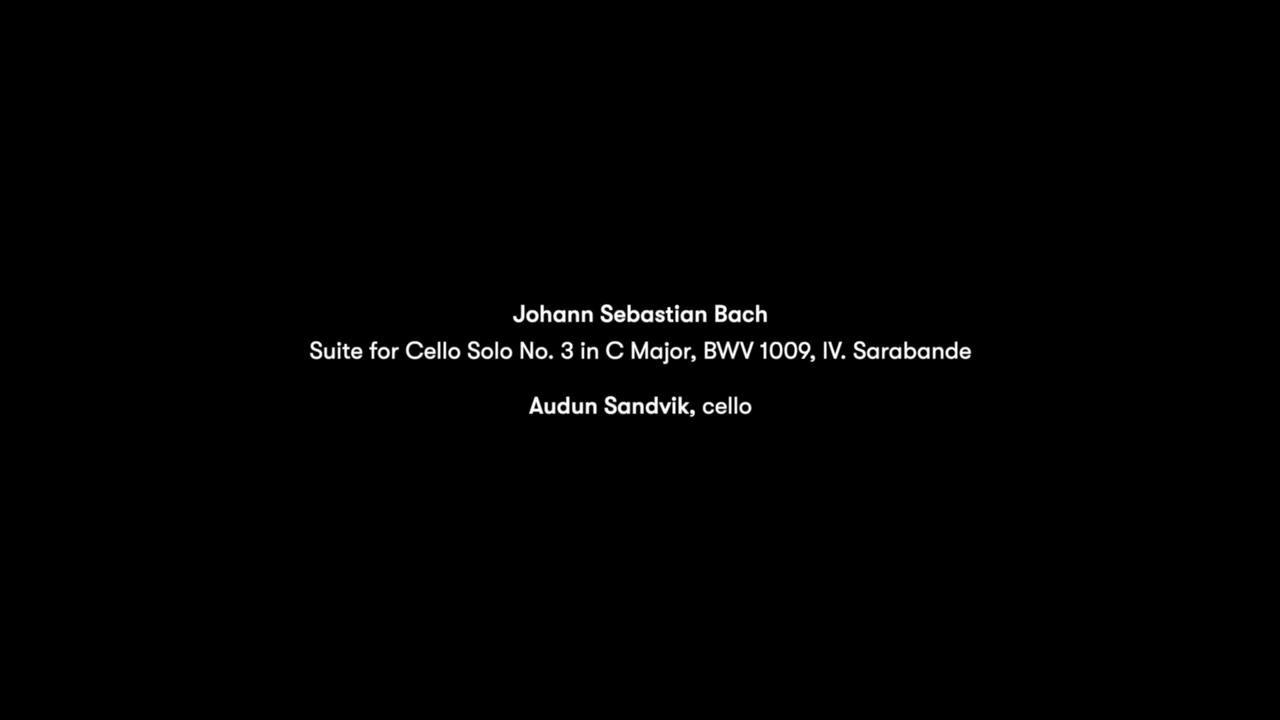 Johann Sebastian Bach
Suite for Cello Solo No. 3 in C Major, BWV 1009, IV. Sarabande
Audun Sandvik, cello